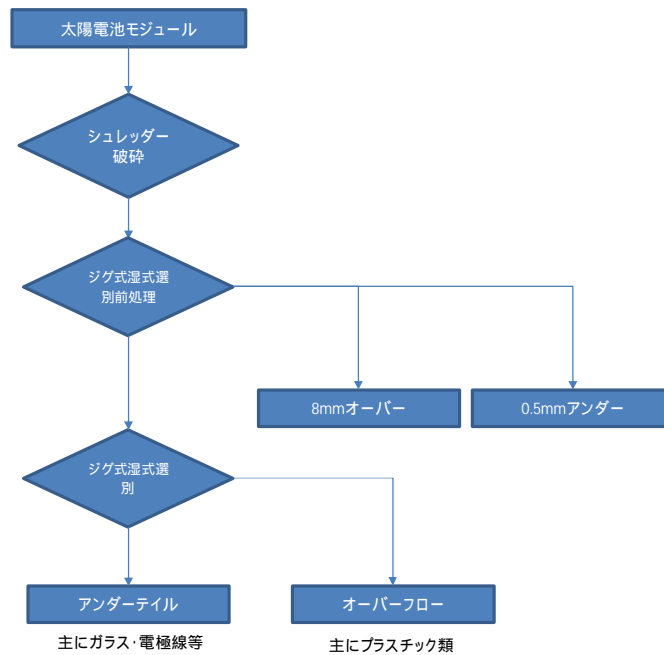 太陽電池モジュール
シュレッダー
破砕
ジグ式湿式選
別前処理
8mmオーバー
0.5mmアンダー
ジグ式湿式選
別
アンダーテイル
オーバーフロー
主にガラス・電極線等
主にプラスチック類